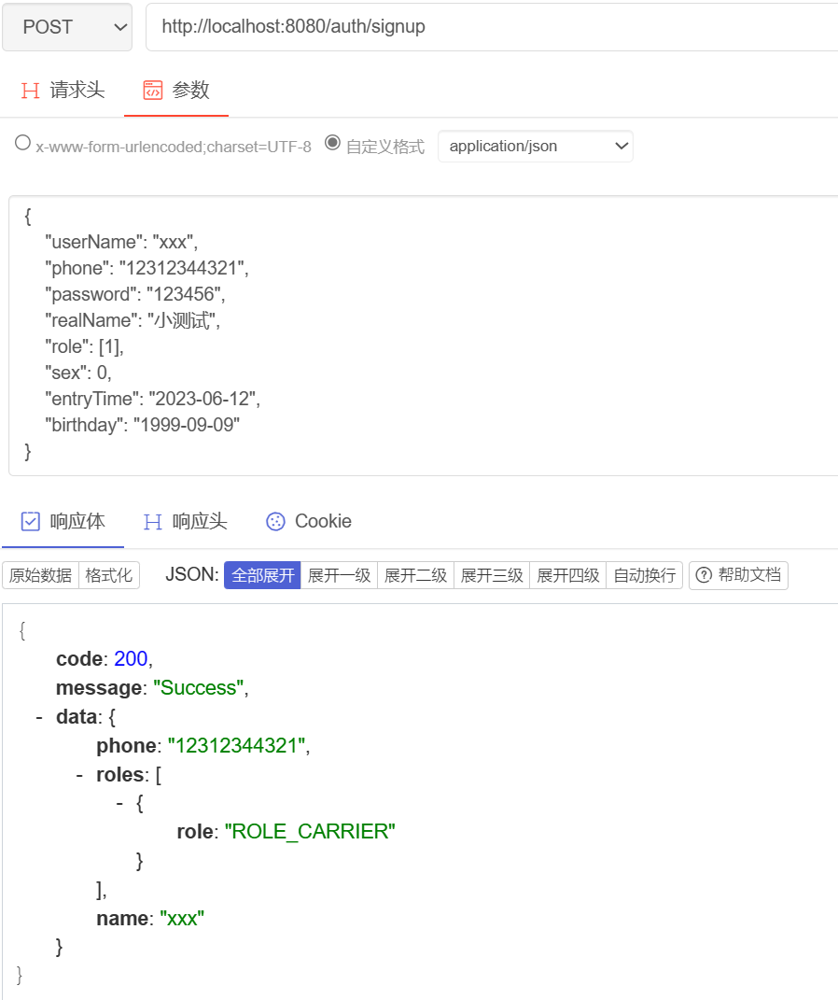 POST http://localhost:8080/auth/signup
请求头 参数
x-www-form-urlencoded;charset=UTF-8 自定义格式 application/json
{
"userName": "xxx",
"phone": "12312344321",
"password": "123456",
"realName": "小测试",
"role": [1],
"sex": 0,
"entryTime": "2023-06-12",
"birthday": "1999-09-09"
}
响应体 响应头 Cookie
原始数据 格式化 JSON: 全部展开 展开一级 展开二级 展开三级 展开四级 自动换行 帮助文档
{
code: 200,
message: "Success",
- data: {
phone: "12312344321",
- roles: [
- {
role: "ROLE_CARRIER"
}
],
name: "xxx"
}
}